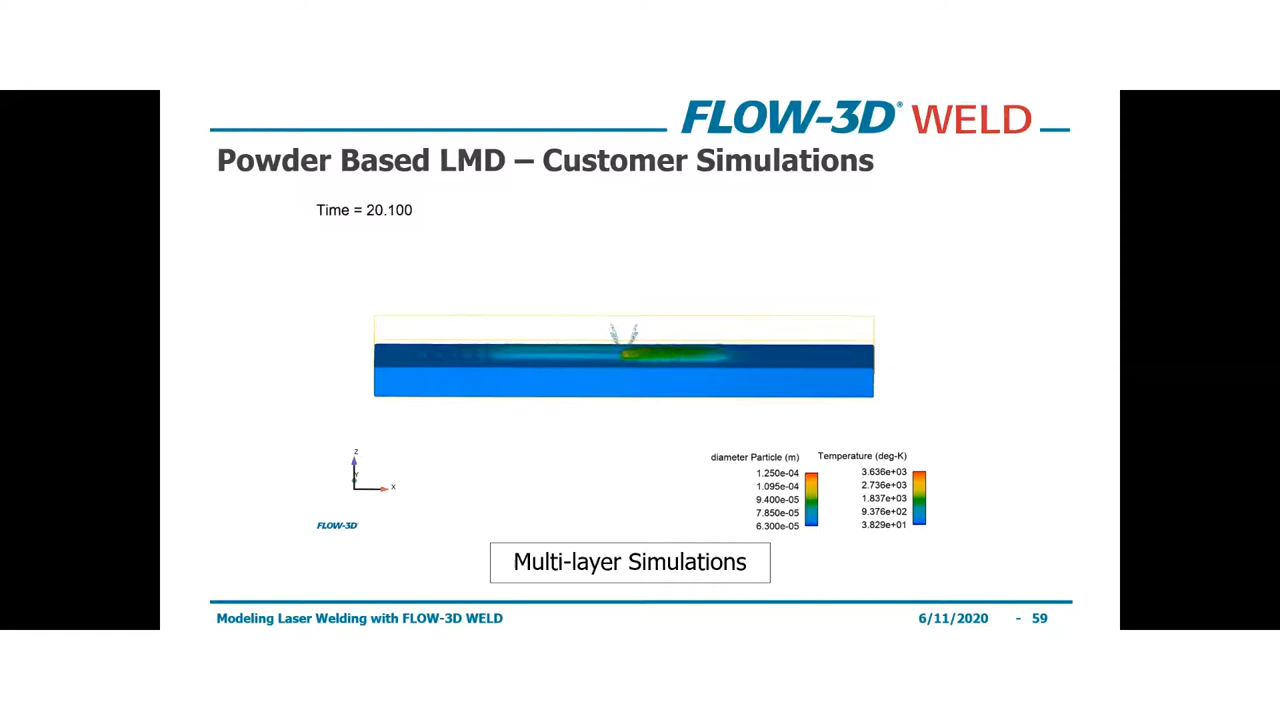 FLOW-3D® WELD
Powder Based LMD – Customer Simulations
Time = 20.100
diameter Particle (m)
1.250e-04
1.095e-04
9.400e-05
7.850e-05
6.300e-05
Temperature (deg-K)
3.636e+03
2.736e+03
1.837e+03
9.376e+02
3.829e+01
Z
Y
X
FLOW-3D
Multi-layer Simulations
Modeling Laser Welding with FLOW-3D WELD
6/11/2020 - 59